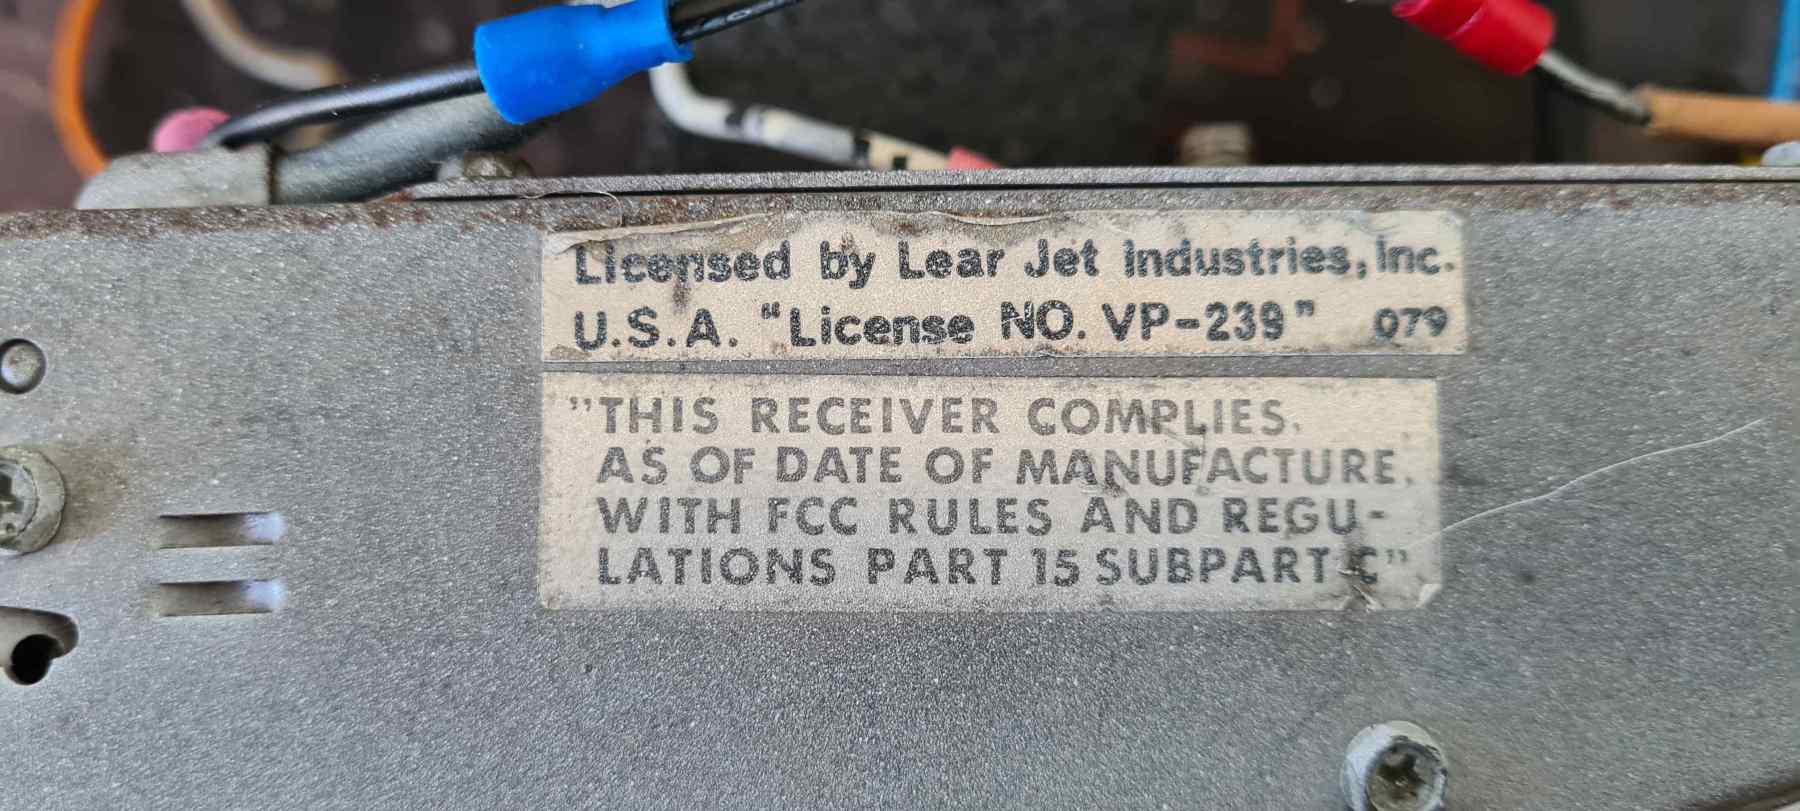 Licensed by Lear Jet Industries, Inc.
U.S.A. “License NO. VP-239” 079
”THIS RECEIVER COMPLIES,
AS OF DATE OF MANUFACTURE,
WITH FCC RULES AND REGU-
LATIONS PART 15 SUBPART C”